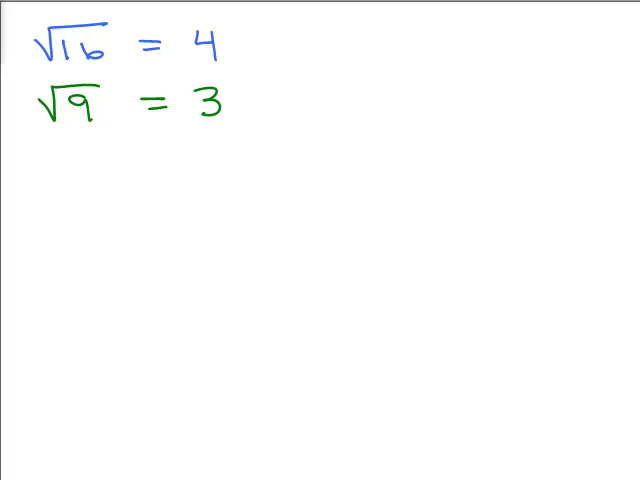 √16 = 4
√9 = 3